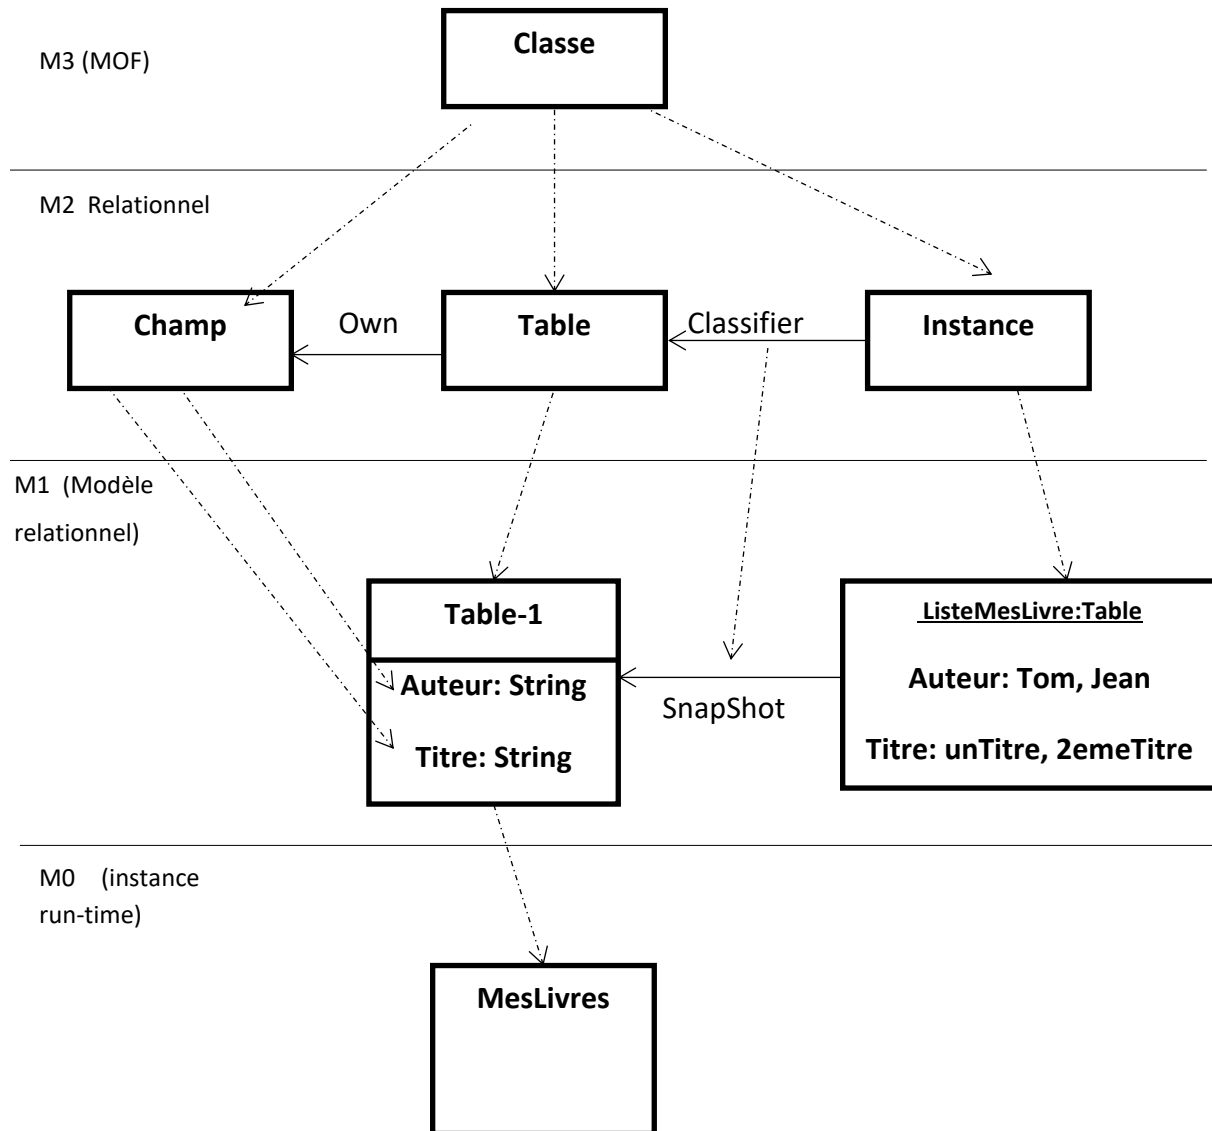 Classe
M3 (MOF)
M2 Relationnel
Champ
Own
Table
Classifier
Instance
M1 (Modèle
relationnel)
Table-1
Auteur: String
Titre: String
SnapShot
ListeMesLivre:Table
Auteur: Tom, Jean
Titre: unTitre, 2emeTitre
M0 (instance
run-time)
MesLivres